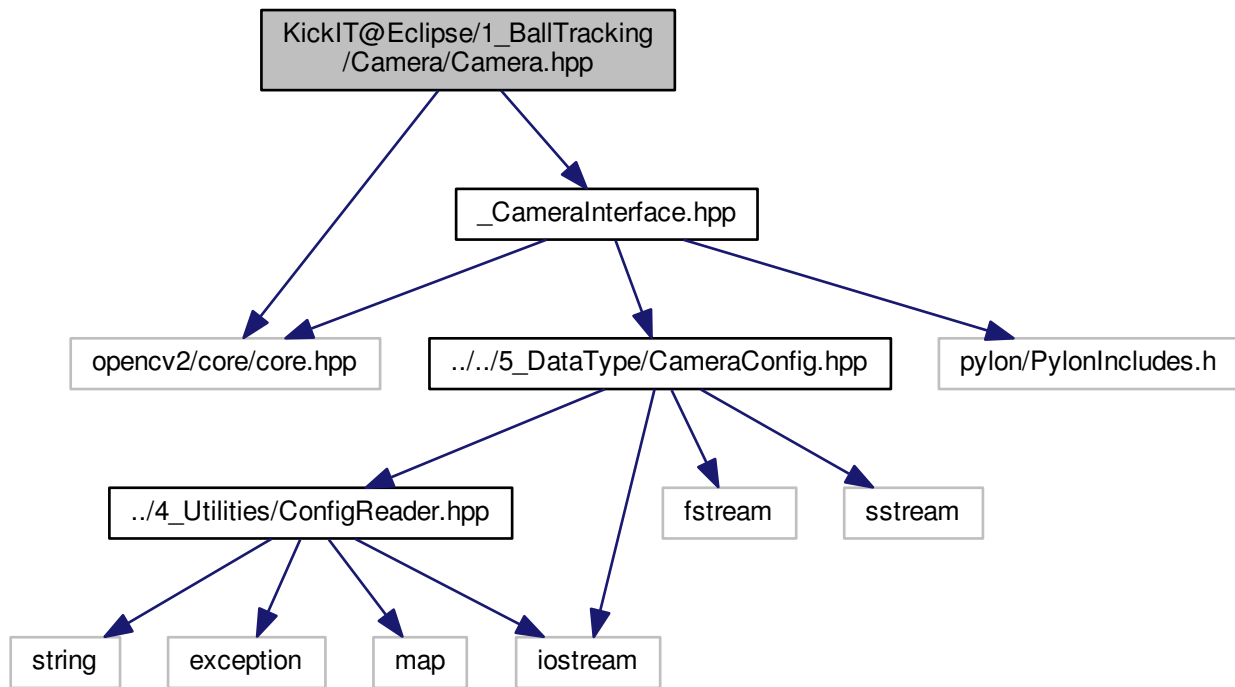 KickIT@Eclipse/1_BallTracking
/Camera/Camera.hpp
_CameraInterface.hpp
opencv2/core/core.hpp
../../5_DataType/CameraConfig.hpp
pylon/PylonIncludes.h
../4_Utilities/ConfigReader.hpp
fstream
sstream
string
exception
map
iostream